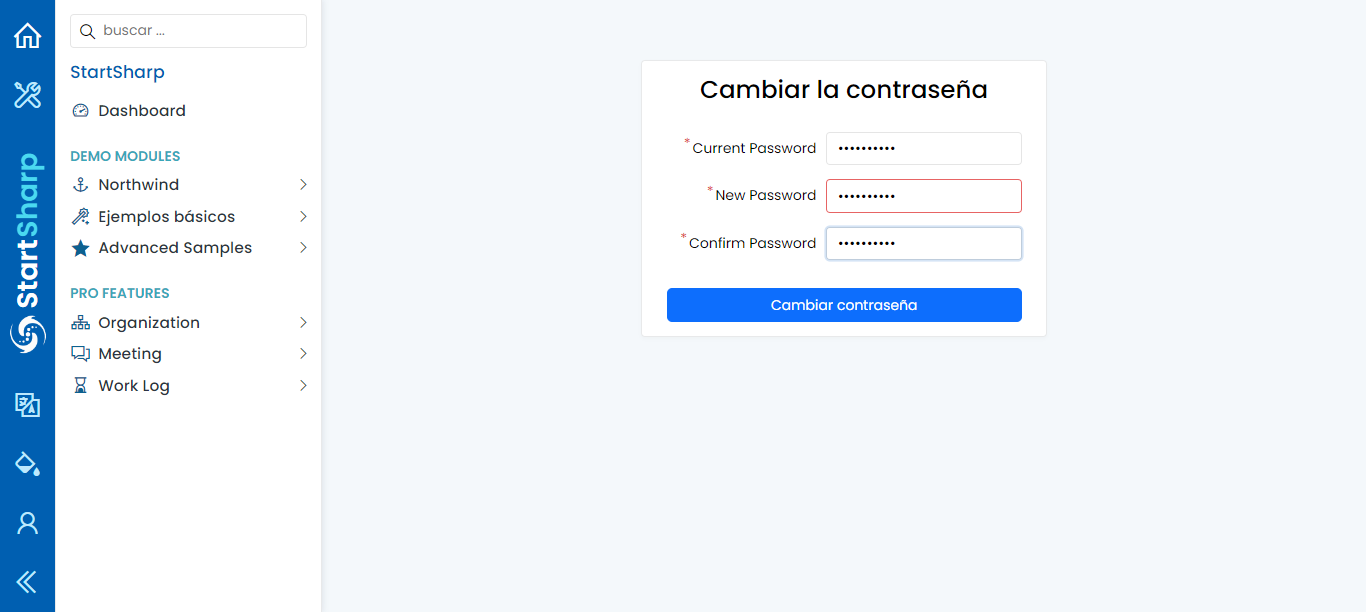 buscar ...
StartSharp
Dashboard
DEMO MODULES
Northwind
Ejemplos básicos
Advanced Samples
PRO FEATURES
Organization
Meeting
Work Log
StartSharp
Cambiar la contraseña
*Current Password ••••••••••
*New Password ••••••••••
*Confirm Password ••••••••••
Cambiar contraseña